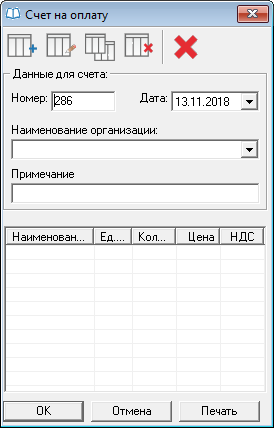 Счет на оплату
Данные для счета:
Номер: 286 Дата: 13.11.2018
Наименование организации:
Примечание
Наименован... Ед.... Кол... Цена НДС
OK Отмена Печать